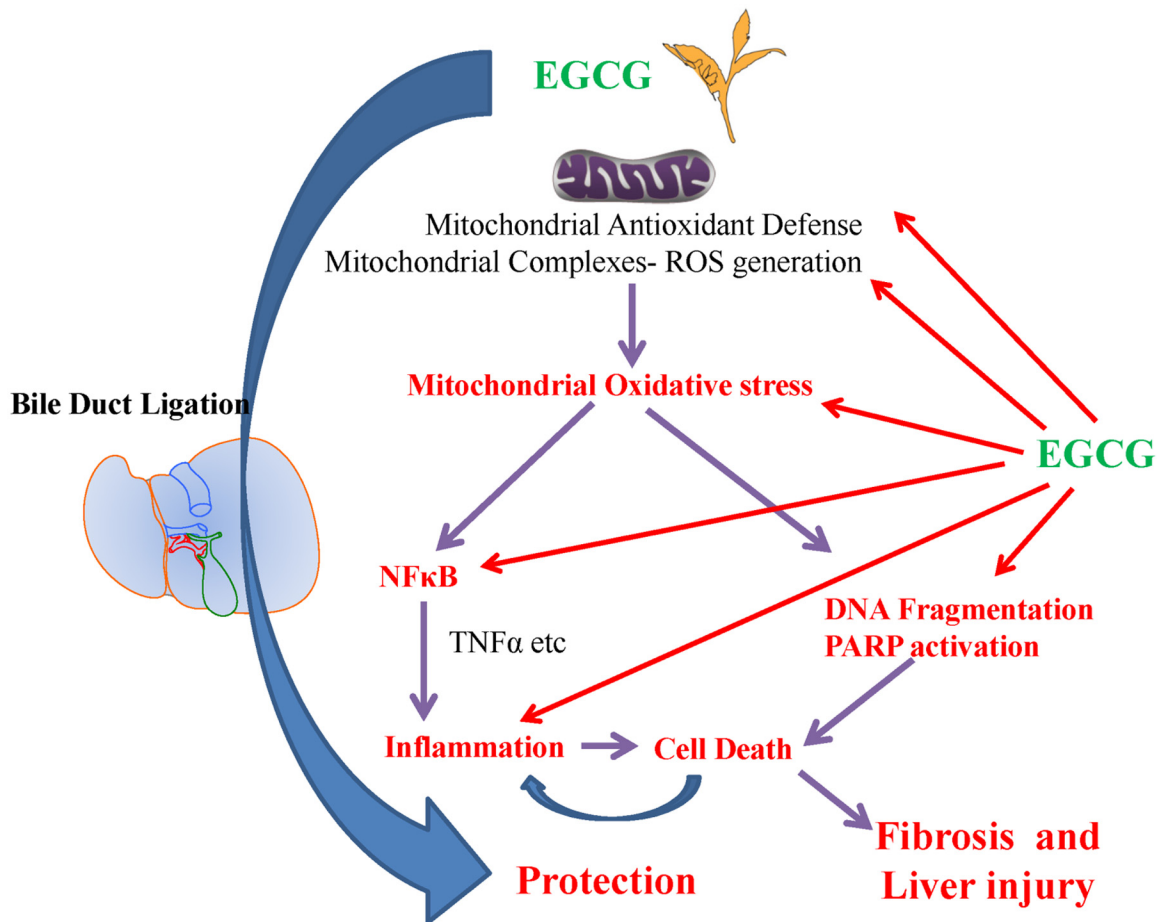 EGCG
Mitochondrial Antioxidant Defense
Mitochondrial Complexes- ROS generation
Mitochondrial Oxidative stress
Bile Duct Ligation
EGCG
NFκB
DNA Fragmentation
PARP activation
TNFα etc
Inflammation
Cell Death
Fibrosis and
Liver injury
Protection